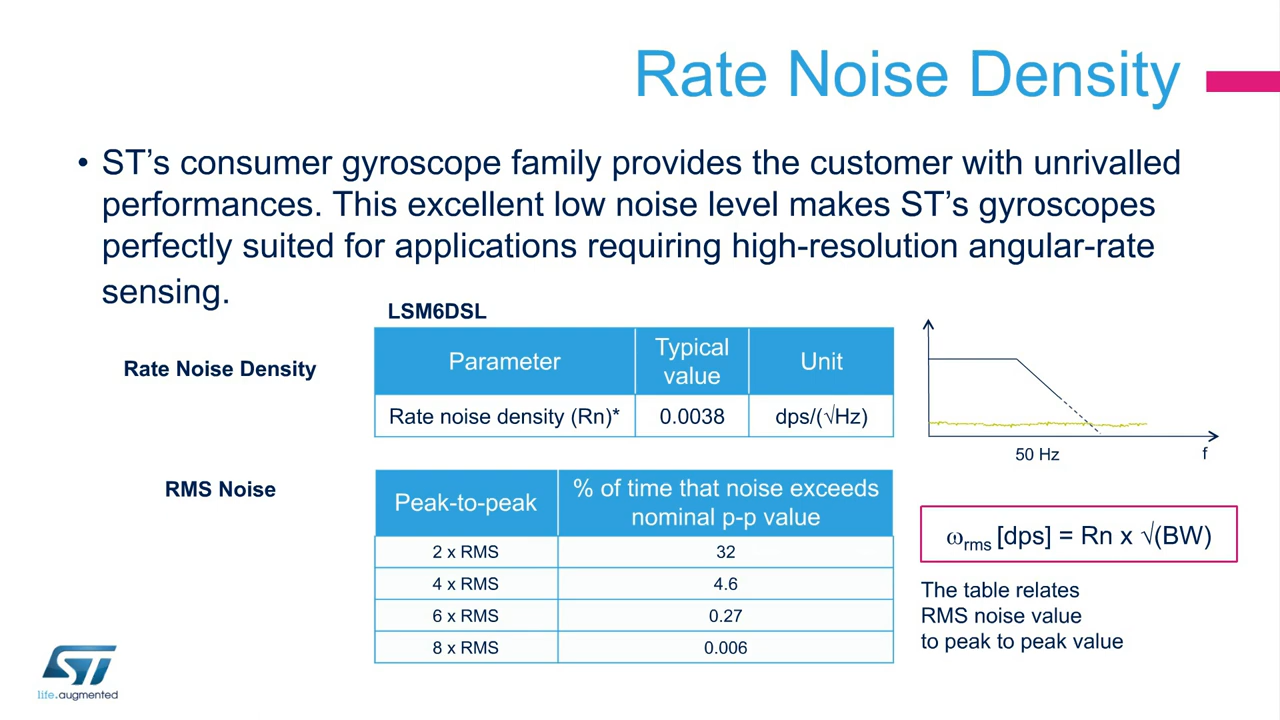 Rate Noise Density
• ST’s consumer gyroscope family provides the customer with unrivalled
performances. This excellent low noise level makes ST’s gyroscopes
perfectly suited for applications requiring high-resolution angular-rate
sensing.
LSM6DSL
Rate Noise Density
Parameter
Typical
value
Unit
Rate noise density (Rn)*
0.0038
dps/(√Hz)
50 Hz
f
RMS Noise
Peak-to-peak
% of time that noise exceeds
nominal p-p value
2 x RMS
32
4 x RMS
4.6
6 x RMS
0.27
8 x RMS
0.006
ωrms [dps] = Rn x √(BW)
The table relates
RMS noise value
to peak to peak value
ST
life.augmented